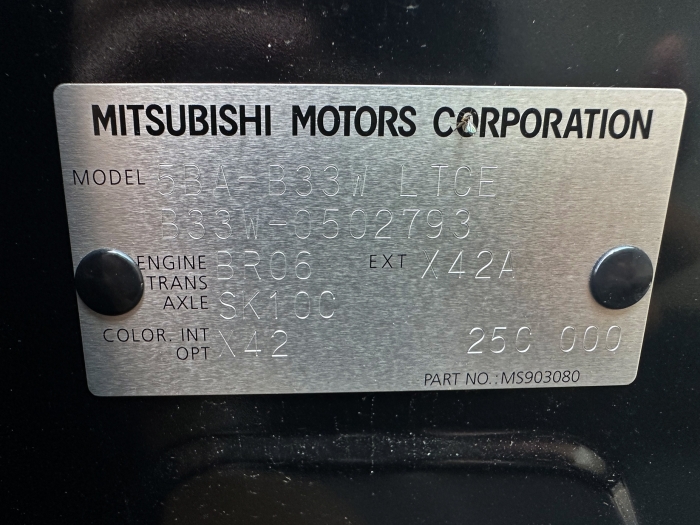 MITSUBISHI MOTORS CORPORATION
MODEL 5BA-B33W LTCE
B33W-0502793
ENGINE BR06 EXT X42A
TRANS
AXLE SK10C
COLOR. INT X42 25C 000
OPT
PART NO.: MS903080